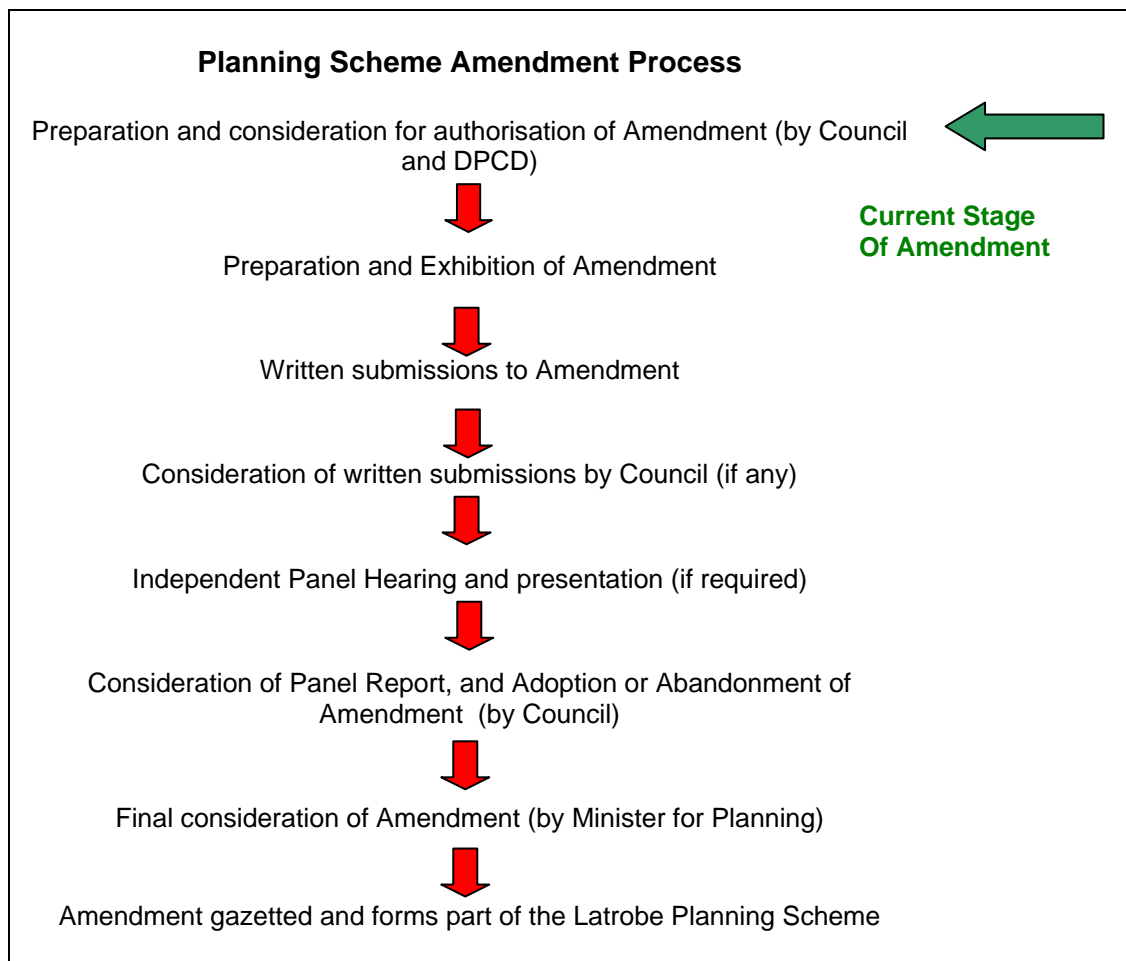 Planning Scheme Amendment Process
Preparation and consideration for authorisation of Amendment (by Council
and DPCD)
Current Stage
Of Amendment
Preparation and Exhibition of Amendment
Written submissions to Amendment
Consideration of written submissions by Council (if any)
Independent Panel Hearing and presentation (if required)
Consideration of Panel Report, and Adoption or Abandonment of
Amendment  (by Council)
Final consideration of Amendment (by Minister for Planning)
Amendment gazetted and forms part of the Latrobe Planning Scheme